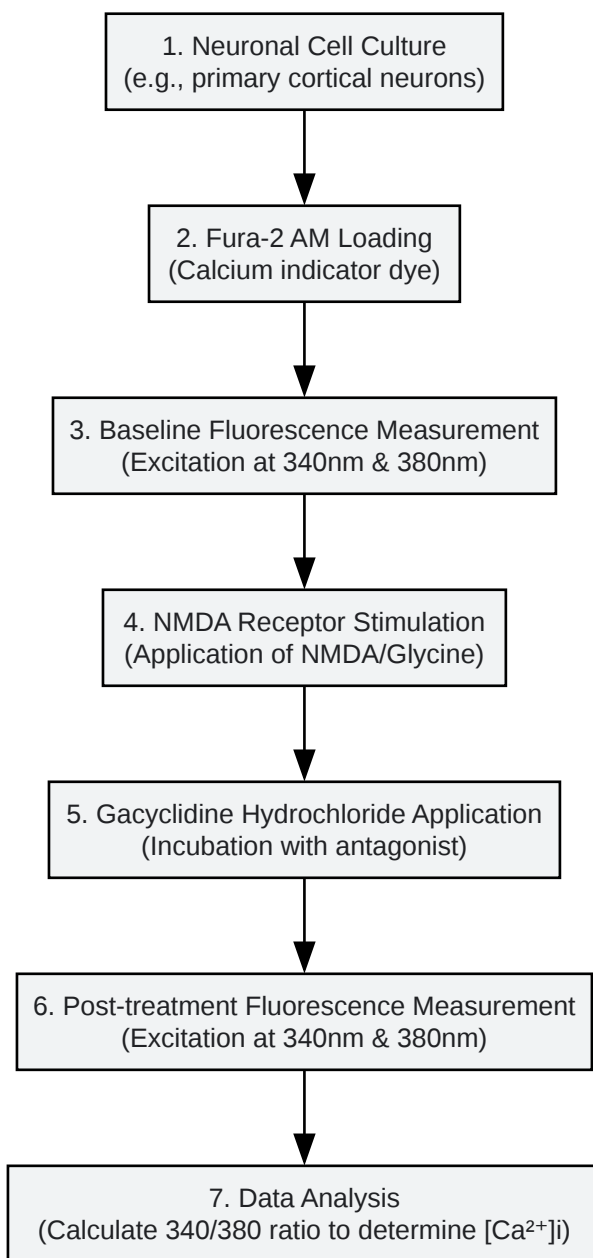 1. Neuronal Cell Culture
(e.g., primary cortical neurons)
2. Fura-2 AM Loading
(Calcium indicator dye)
3. Baseline Fluorescence Measurement
(Excitation at 340nm & 380nm)
4. NMDA Receptor Stimulation
(Application of NMDA/Glycine)
5. Gacyclidine Hydrochloride Application
(Incubation with antagonist)
6. Post-treatment Fluorescence Measurement
(Excitation at 340nm & 380nm)
7. Data Analysis
(Calculate 340/380 ratio to determine [Ca²⁺]i)